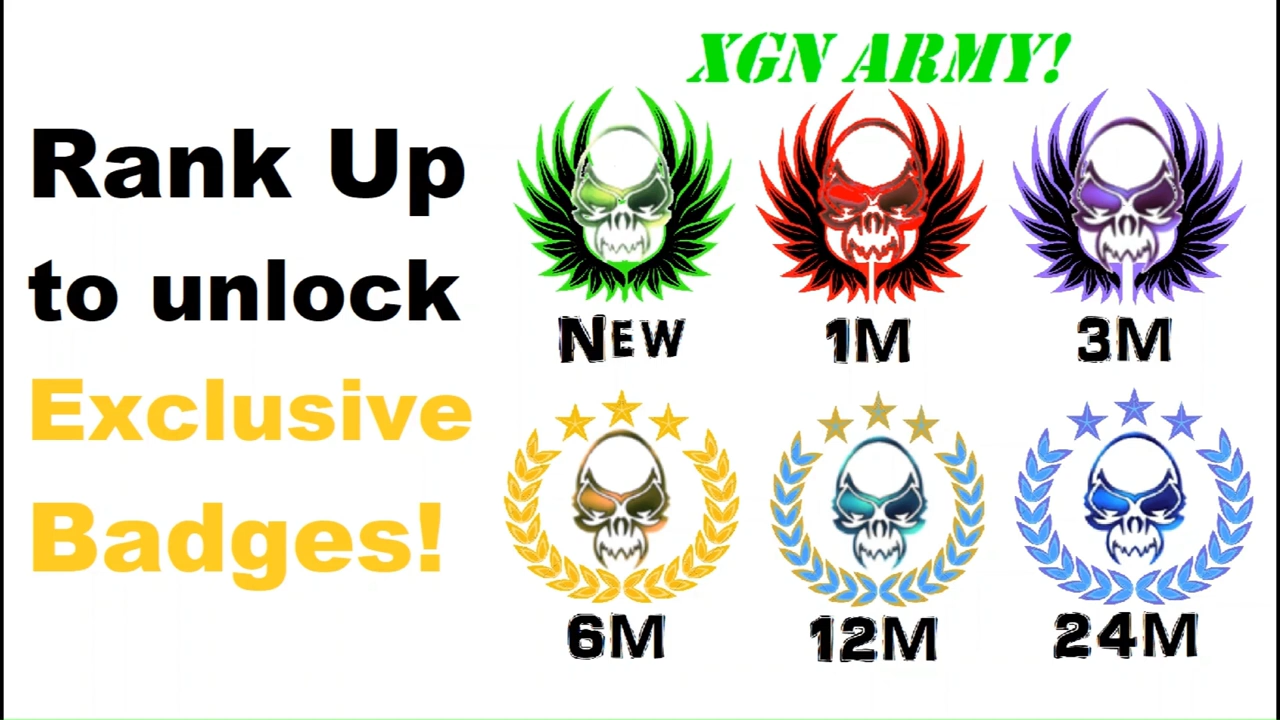 Rank Up
to unlock
Exclusive
Badges!
XGN ARMY!
NEW
1M
3M
6M
12M
24M